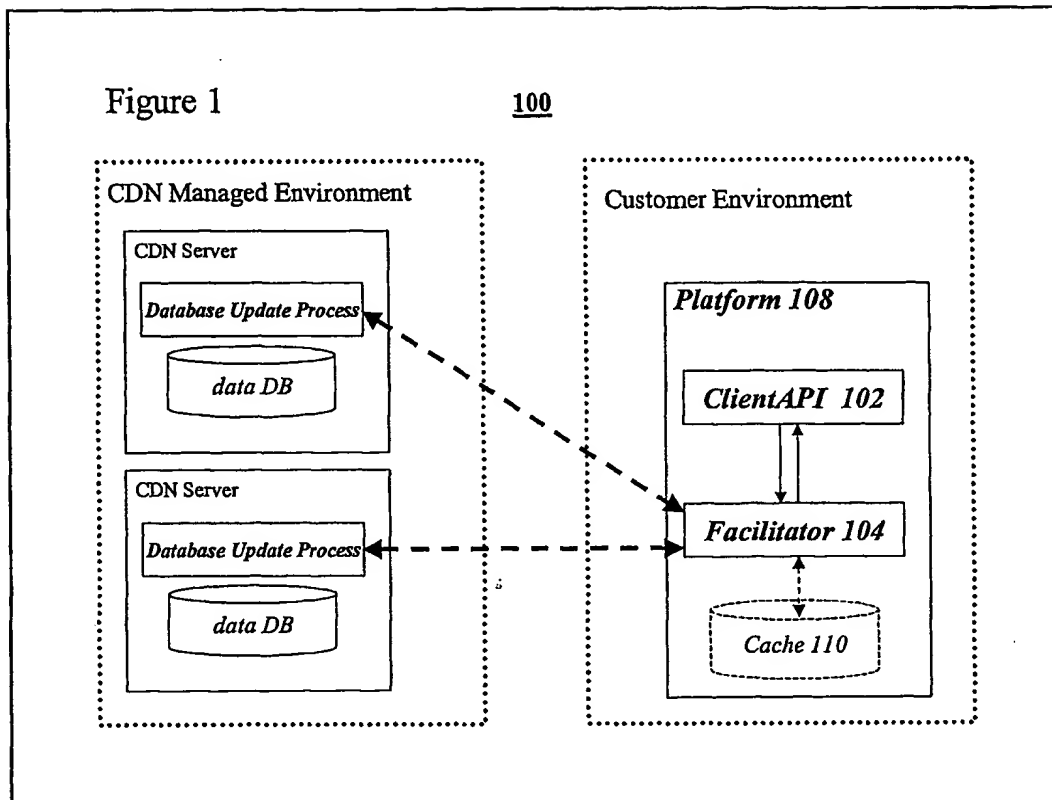 Figure 1
100
CDN Managed Environment
CDN Server
Database Update Process
data DB
CDN Server
Database Update Process
data DB
Customer Environment
Platform 108
ClientAPI 102
Facilitator 104
Cache 110